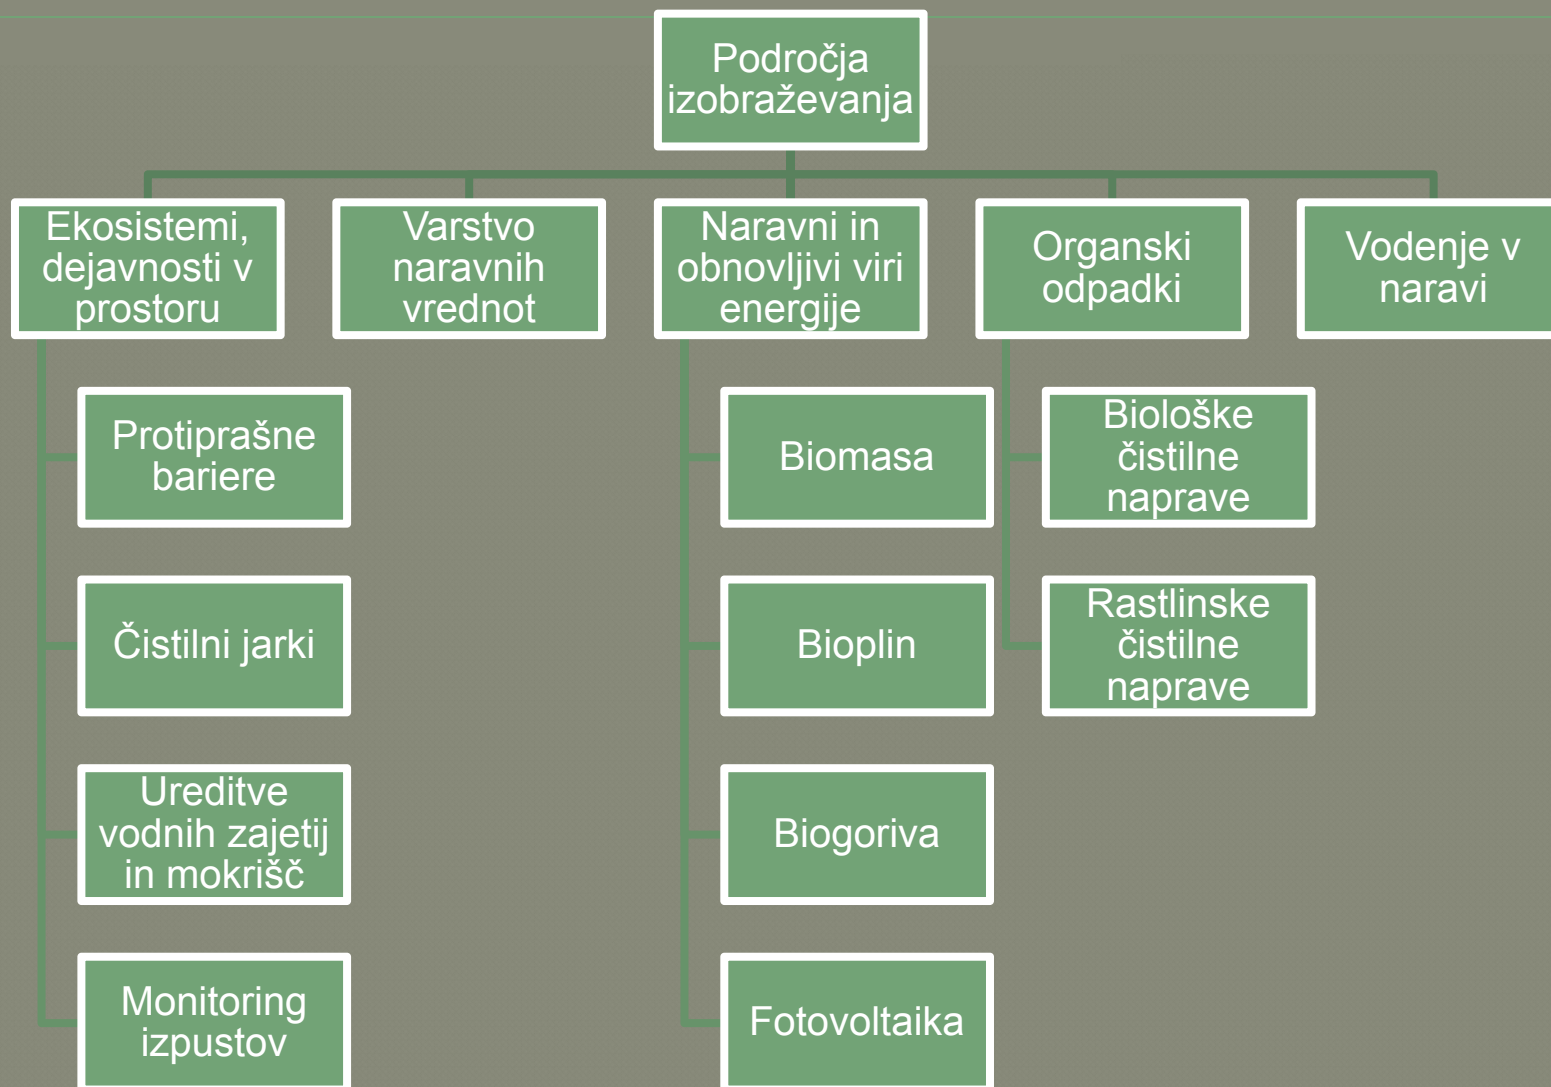 Področja
izobraževanja
Ekosistemi,
dejavnosti v
prostoru
Varstvo
naravnih
vrednot
Naravni in
obnovljivi viri
energije
Organski
odpadki
Vodenje v
naravi
Protiprašne
bariere
Čistilni jarki
Ureditve
vodnih zajetij
in mokrišč
Monitoring
izpustov
Biomasa
Bioplin
Biogoriva
Fotovoltaika
Biološke
čistilne
naprave
Rastlinske
čistilne
naprave